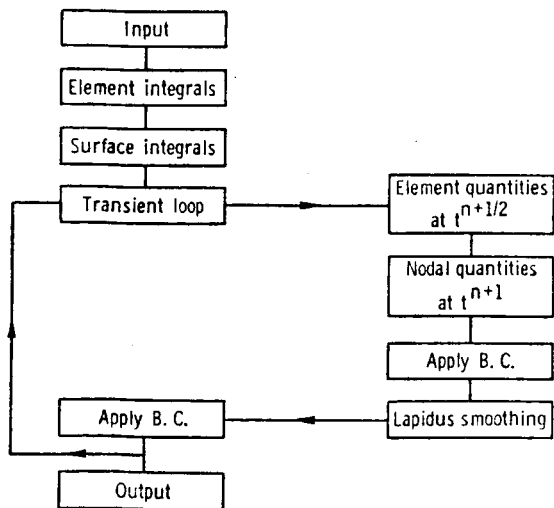 Input
Element integrals
Surface integrals
Transient loop
Element quantities
at t^n+1/2
Nodal quantities
at t^n+1
Apply B. C.
Lapidus smoothing
Apply B. C.
Output